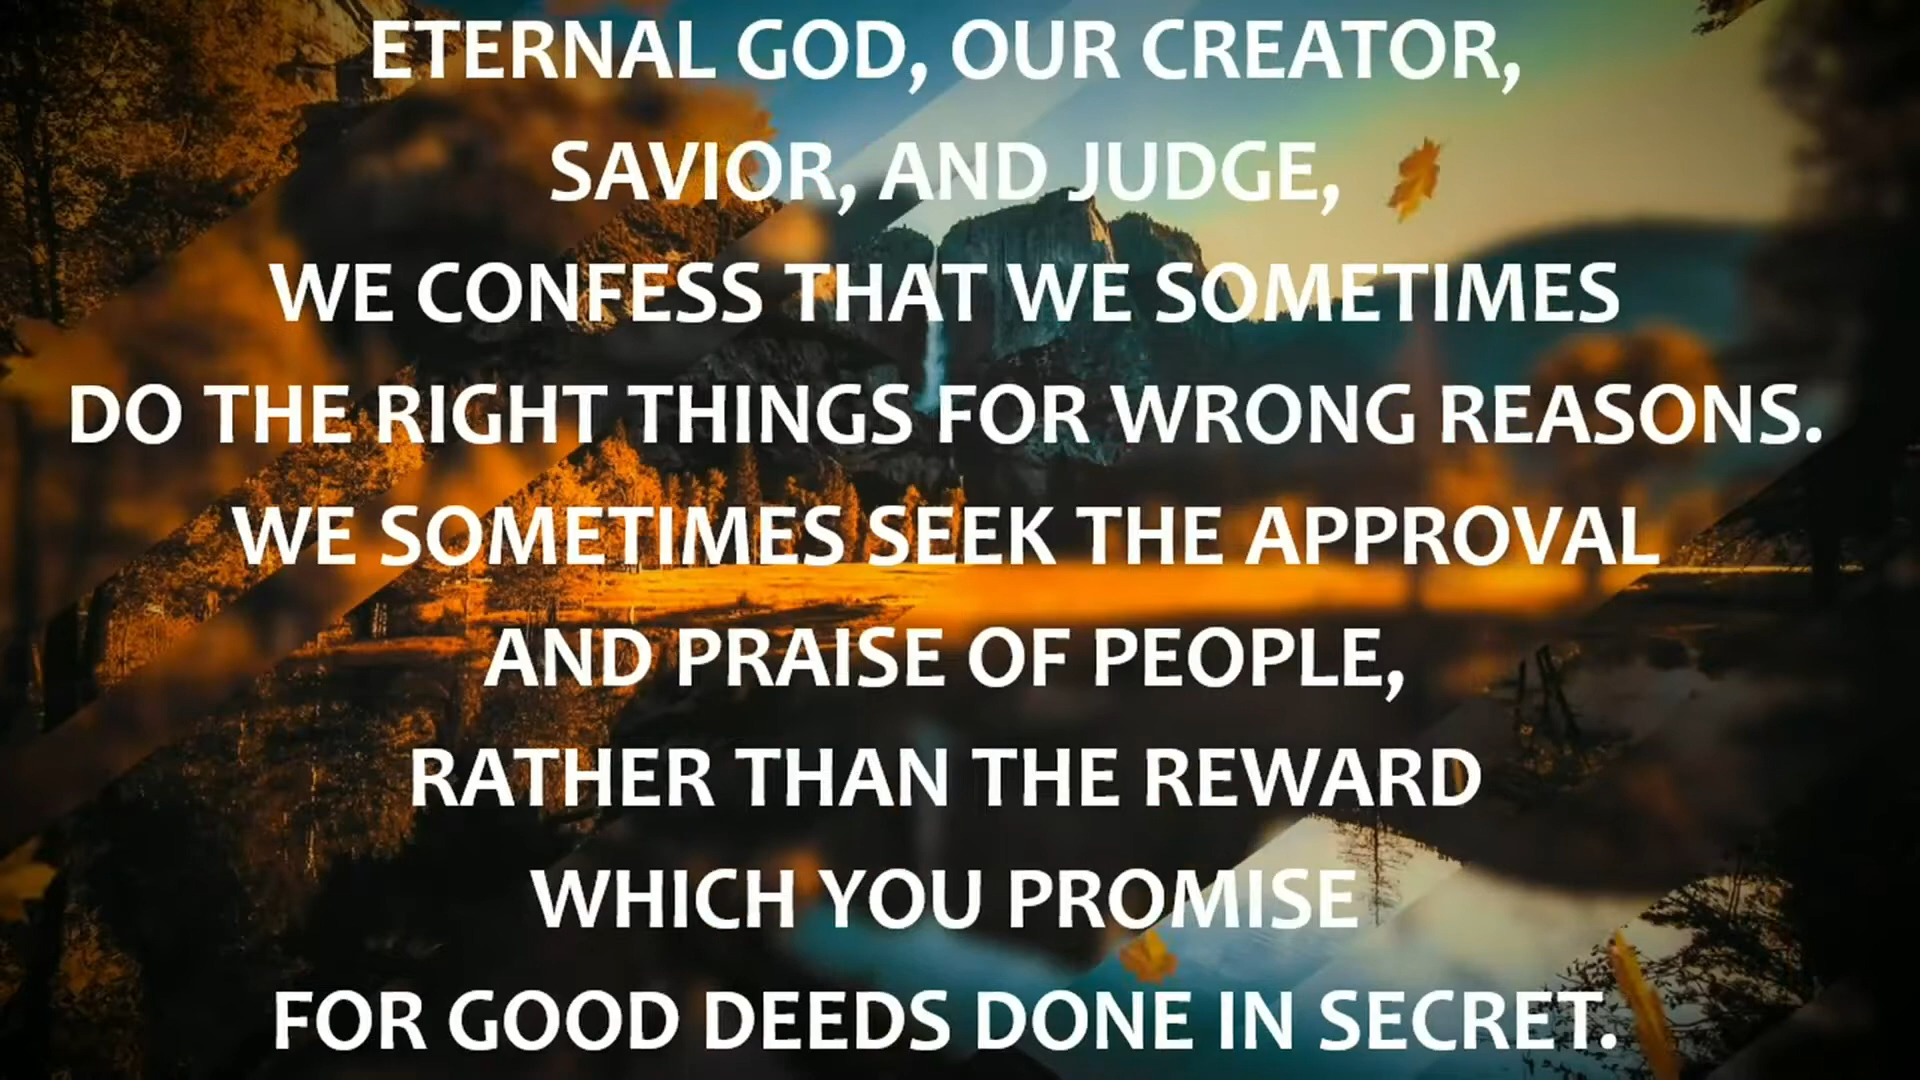 ETERNAL GOD, OUR CREATOR,
SAVIOR, AND JUDGE,
WE CONFESS THAT WE SOMETIMES
DO THE RIGHT THINGS FOR WRONG REASONS.
WE SOMETIMES SEEK THE APPROVAL
AND PRAISE OF PEOPLE,
RATHER THAN THE REWARD
WHICH YOU PROMISE
FOR GOOD DEEDS DONE IN SECRET.